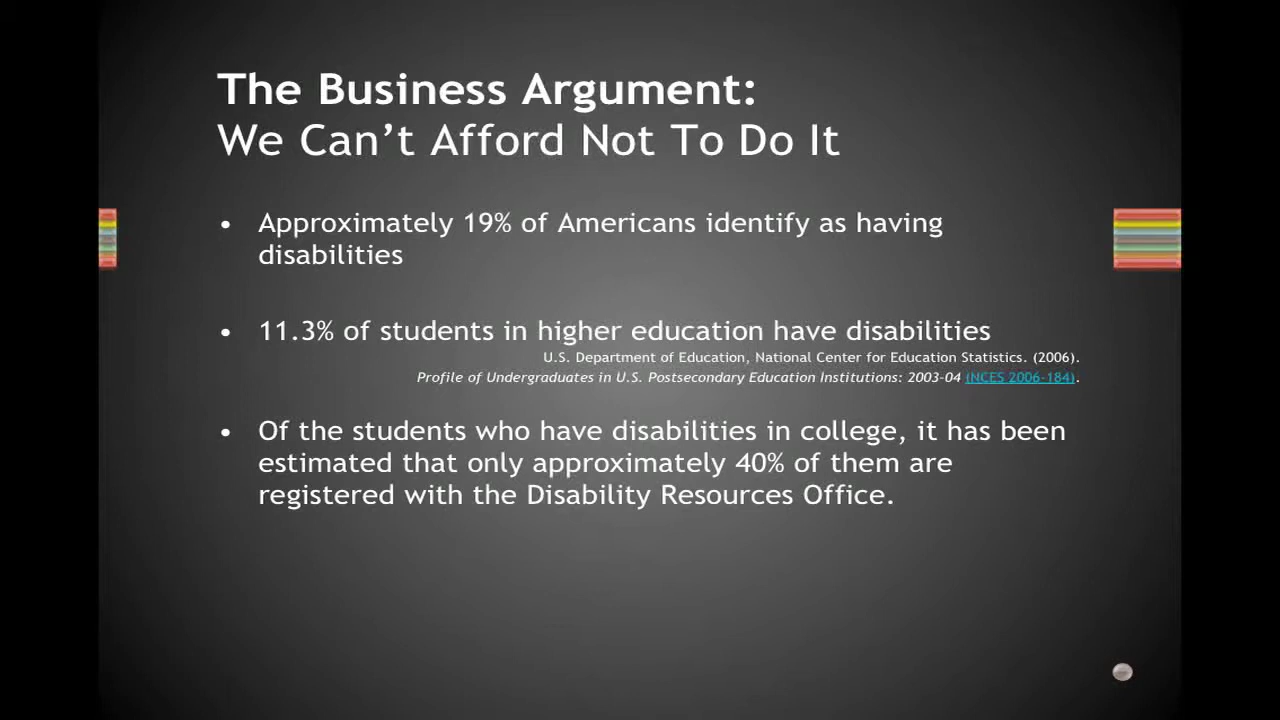 The Business Argument:
We Can’t Afford Not To Do It
• Approximately 19% of Americans identify as having
disabilities
• 11.3% of students in higher education have disabilities
U.S. Department of Education, National Center for Education Statistics. (2006).
Profile of Undergraduates in U.S. Postsecondary Education Institutions: 2003-04 (NCES 2006-184).
• Of the students who have disabilities in college, it has been
estimated that only approximately 40% of them are
registered with the Disability Resources Office.